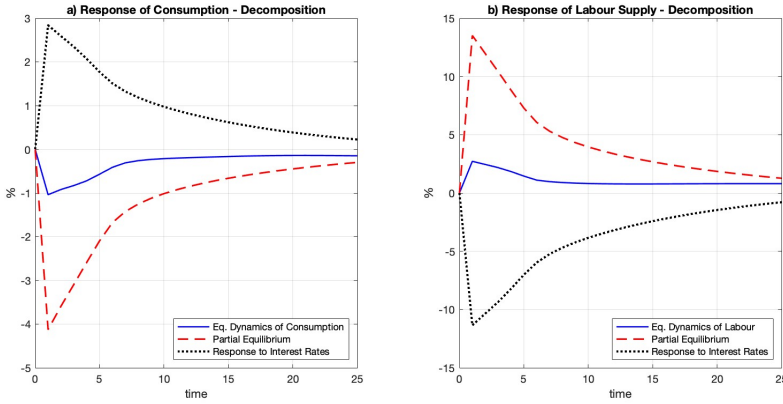 a) Response of Consumption - Decomposition
3
2
1
0
-1
-2
-3
-4
-5
%
0 5 10 15 20 25
time
Eq. Dynamics of Consumption
Partial Equilibrium
Response to Interest Rates
b) Response of Labour Supply - Decomposition
15
10
5
0
-5
-10
-15
%
0 5 10 15 20 25
time
Eq. Dynamics of Labour
Partial Equilibrium
Response to Interest Rates